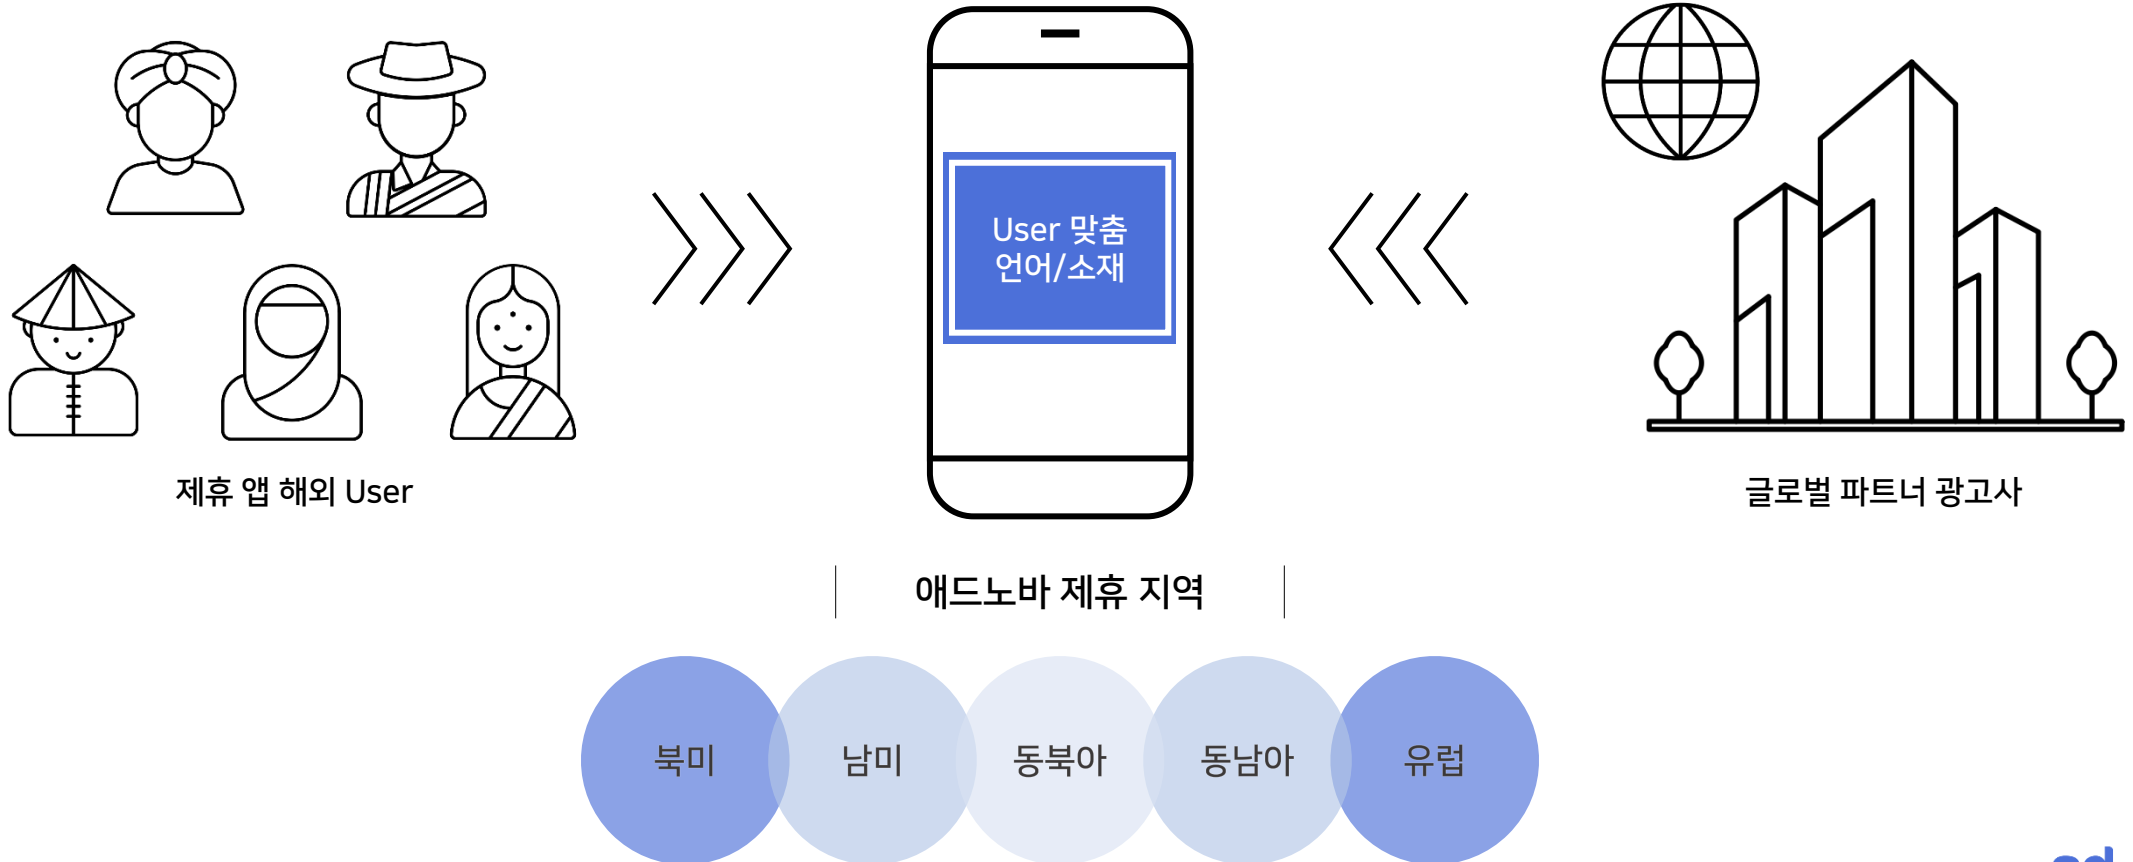 User 맞춤
언어/소재
제휴 앱 해외 User
글로벌 파트너 광고사
애드노바 제휴 지역
북미
남미
동북아
동남아
유럽